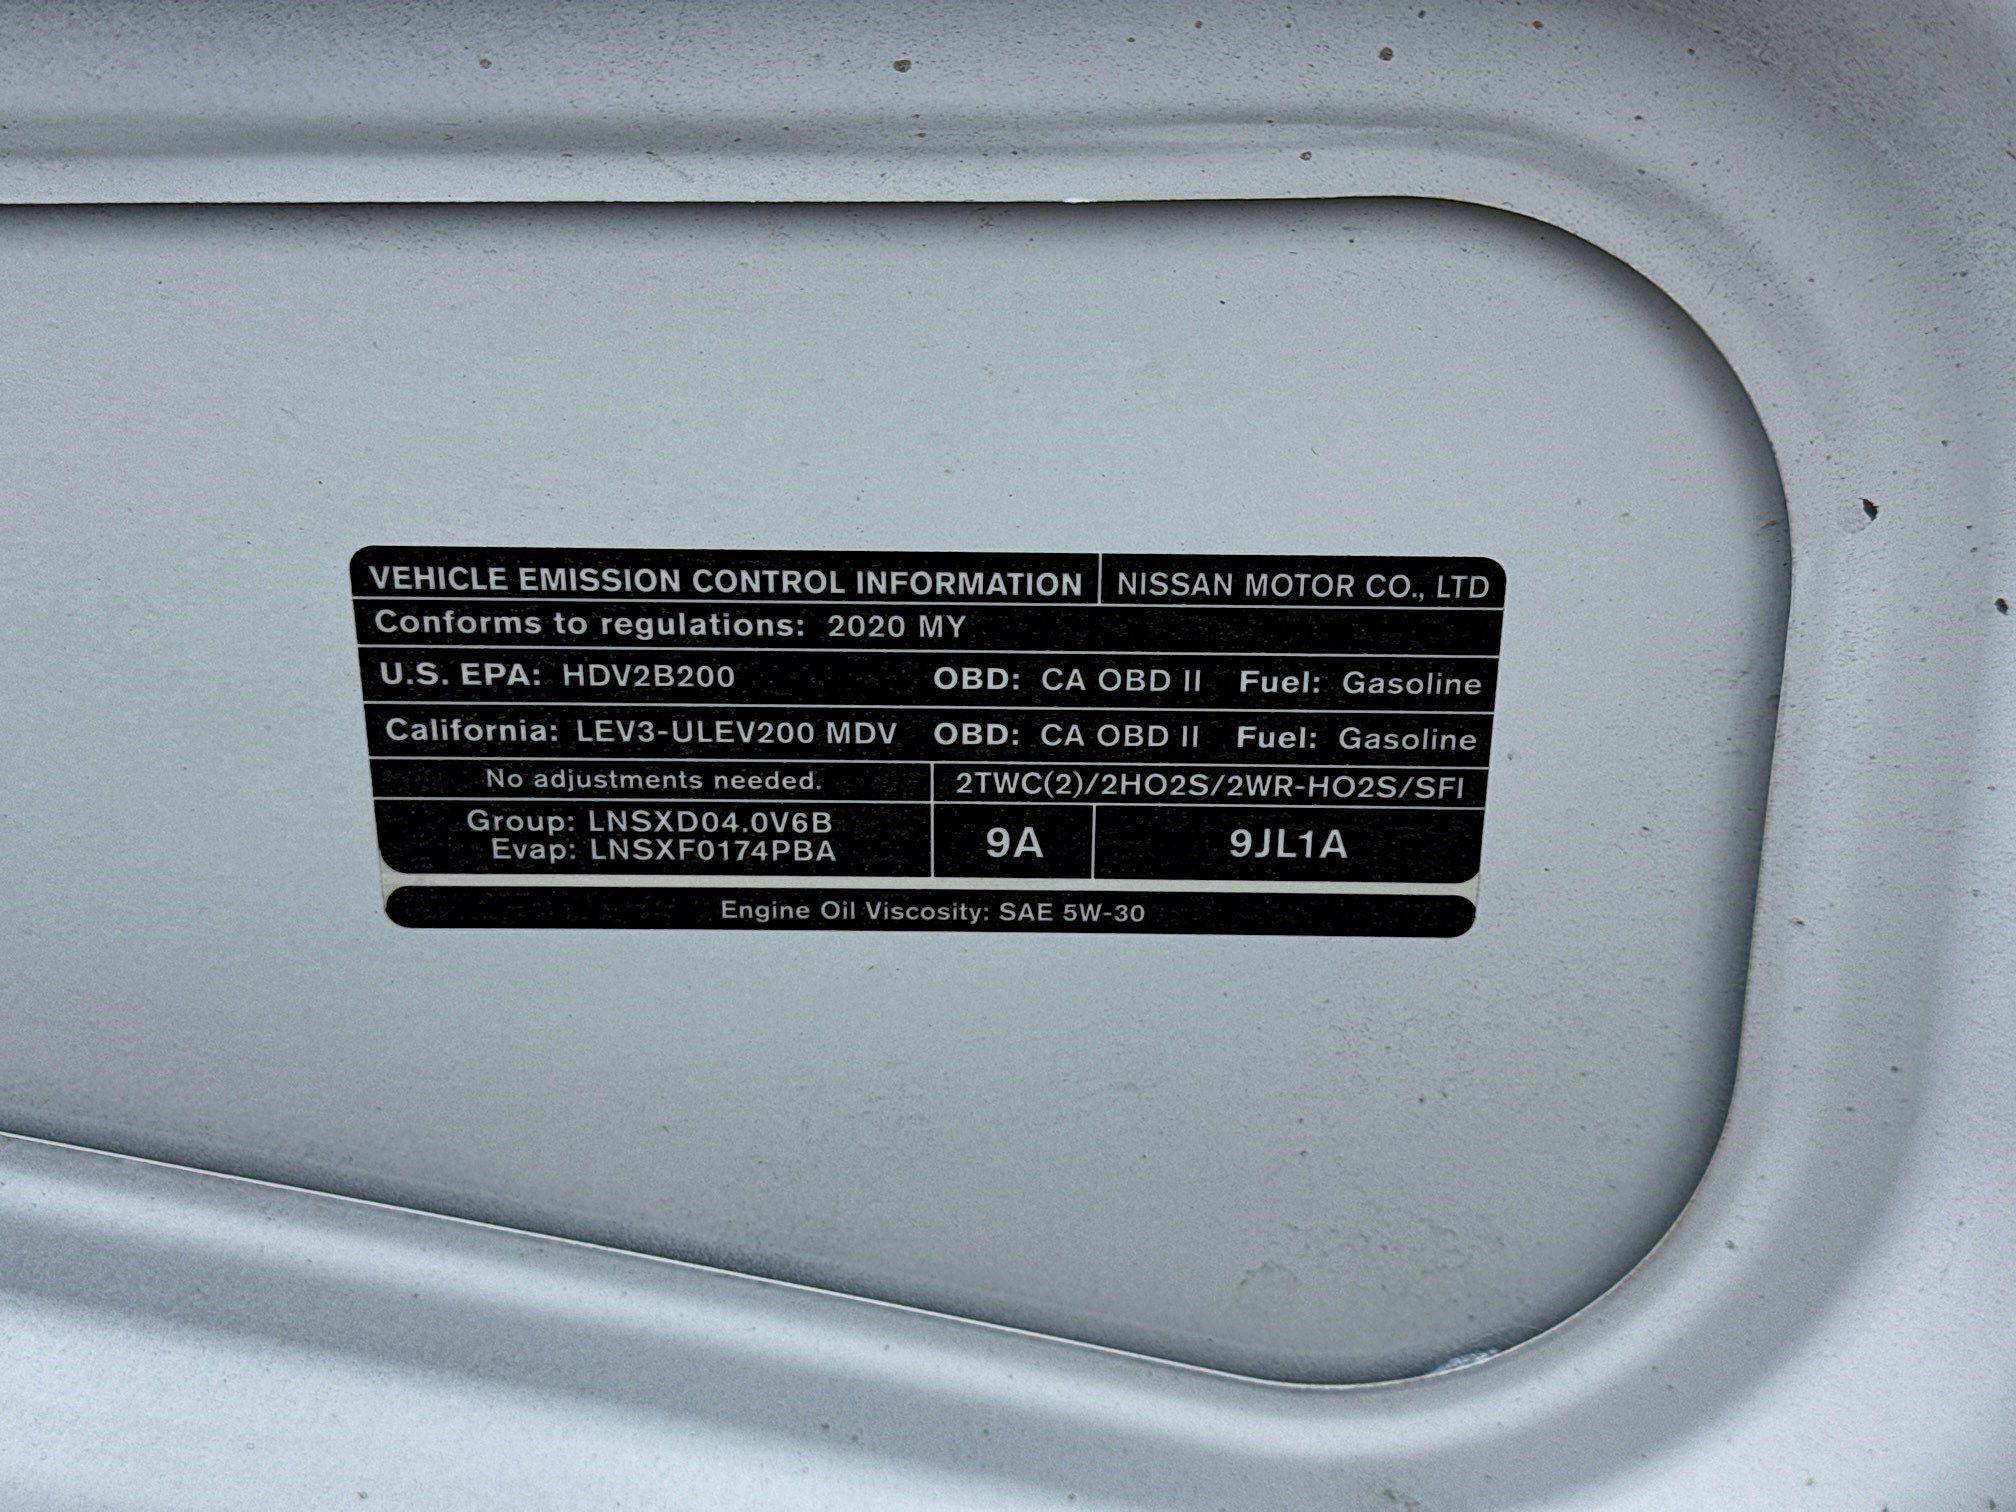 VEHICLE EMISSION CONTROL INFORMATION NISSAN MOTOR CO., LTD
Conforms to regulations: 2020 MY
U.S. EPA: HDV2B200 OBD: CA OBD II Fuel: Gasoline
California: LEV3-ULEV200 MDV OBD: CA OBD II Fuel: Gasoline
No adjustments needed. 2TWC(2)/2HO2S/2WR-HO2S/SFI
Group: LNSXD04.0V6B
Evap: LNSXF0174PBA
9A 9JL1A
Engine Oil Viscosity: SAE 5W-30